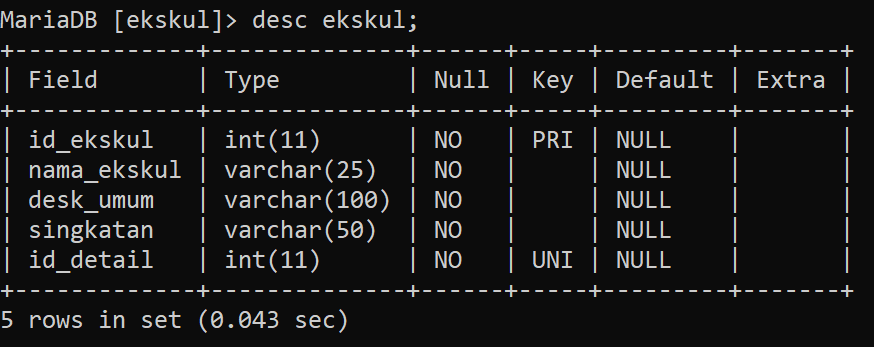 MariaDB [ekskul]> desc ekskul;
+-------------+--------------+------+-----+---------+-------+
| Field       | Type         | Null | Key | Default | Extra |
+-------------+--------------+------+-----+---------+-------+
| id_ekskul   | int(11)      | NO   | PRI | NULL    |       |
| nama_ekskul | varchar(25)  | NO   |     | NULL    |       |
| desk_umum   | varchar(100) | NO   |     | NULL    |       |
| singkatan   | varchar(50)  | NO   |     | NULL    |       |
| id_detail   | int(11)      | NO   | UNI | NULL    |       |
+-------------+--------------+------+-----+---------+-------+
5 rows in set (0.043 sec)